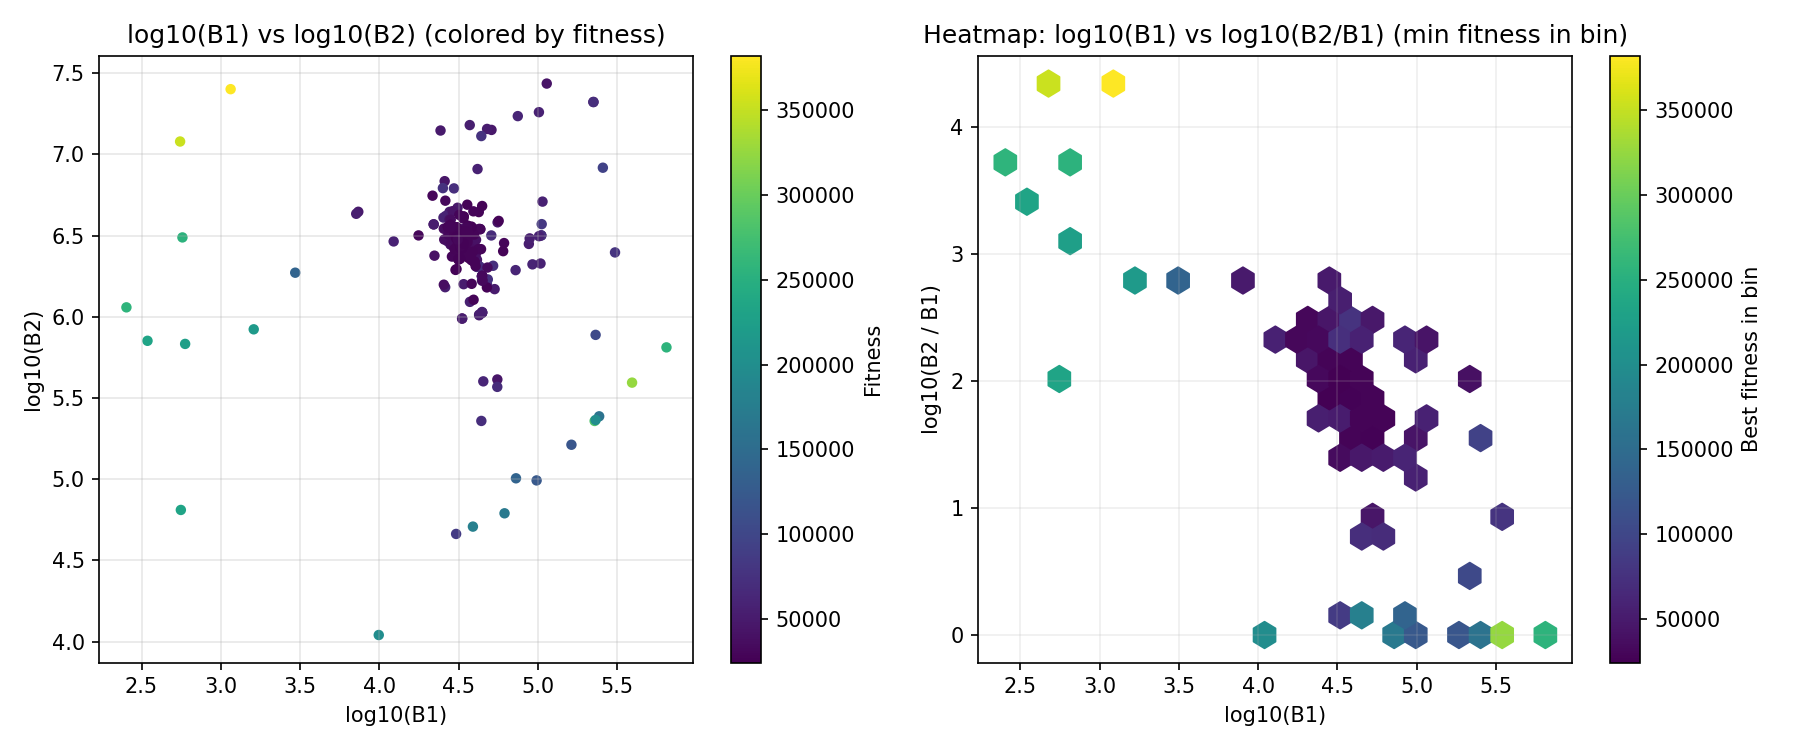 log10(B1) vs log10(B2) (colored by fitness)
7.5
7.0
6.5
6.0
5.5
5.0
4.5
4.0
log10(B2)
2.5 3.0 3.5 4.0 4.5 5.0 5.5
log10(B1)
350000
300000
250000
200000
150000
100000
50000
Fitness
Heatmap: log10(B1) vs log10(B2/B1) (min fitness in bin)
4
3
2
1
0
log10(B2 / B1)
2.5 3.0 3.5 4.0 4.5 5.0 5.5
log10(B1)
350000
300000
250000
200000
150000
100000
50000
Best fitness in bin